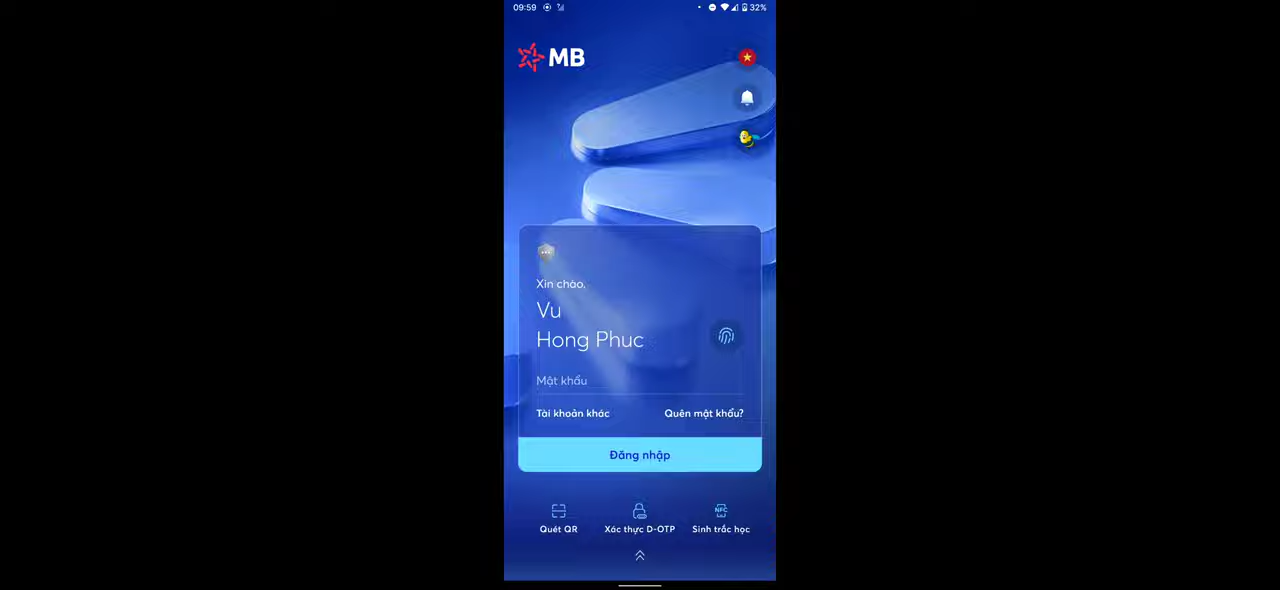 09:59
32%
MB
Xin chào,
Vu
Hong Phuc
Mật khẩu
Tài khoản khác
Quên mật khẩu?
Đăng nhập
NFC
Quét QR
Xác thực D-OTP
Sinh trắc học